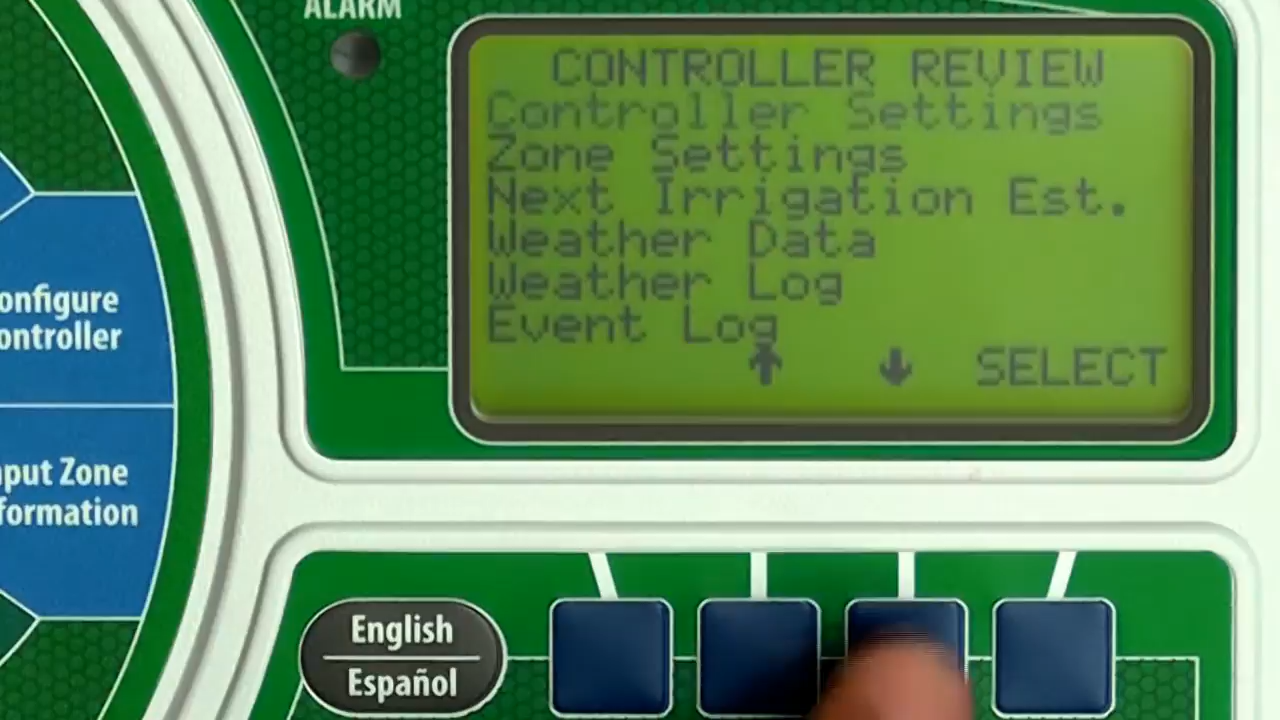 ALARM
CONTROLLER REVIEW
Controller Settings
Zone Settings
Next Irrigation Est.
Weather Data
Weather Log
Event Log
↑ ↓ SELECT
onfigure
ontroller
nput Zone
formation
English
Español